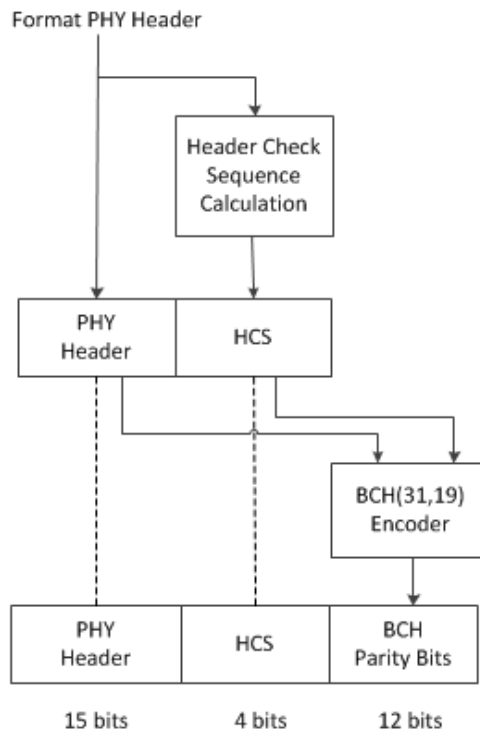 Format PHY Header
Header Check
Sequence
Calculation
PHY
Header
HCS
BCH(31,19)
Encoder
PHY
Header
HCS
BCH
Parity Bits
15 bits
4 bits
12 bits